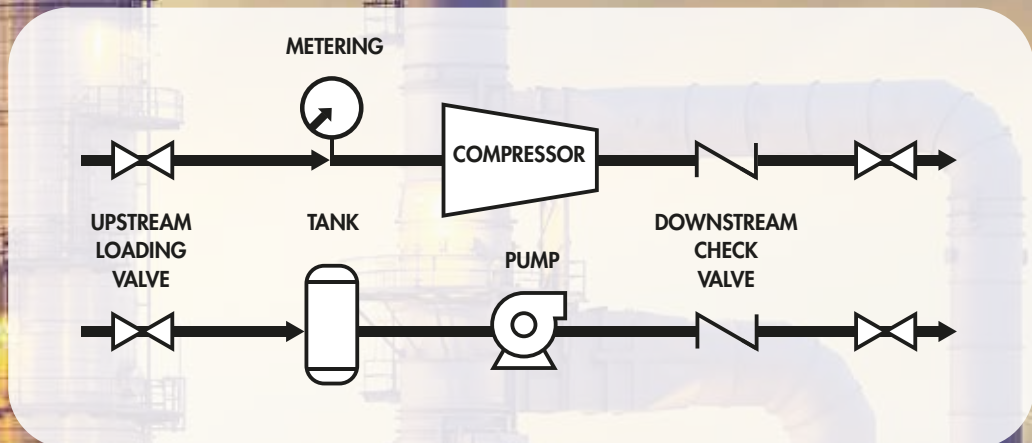 METERING
COMPRESSOR
UPSTREAM
LOADING
VALVE
TANK
PUMP
DOWNSTREAM
CHECK
VALVE